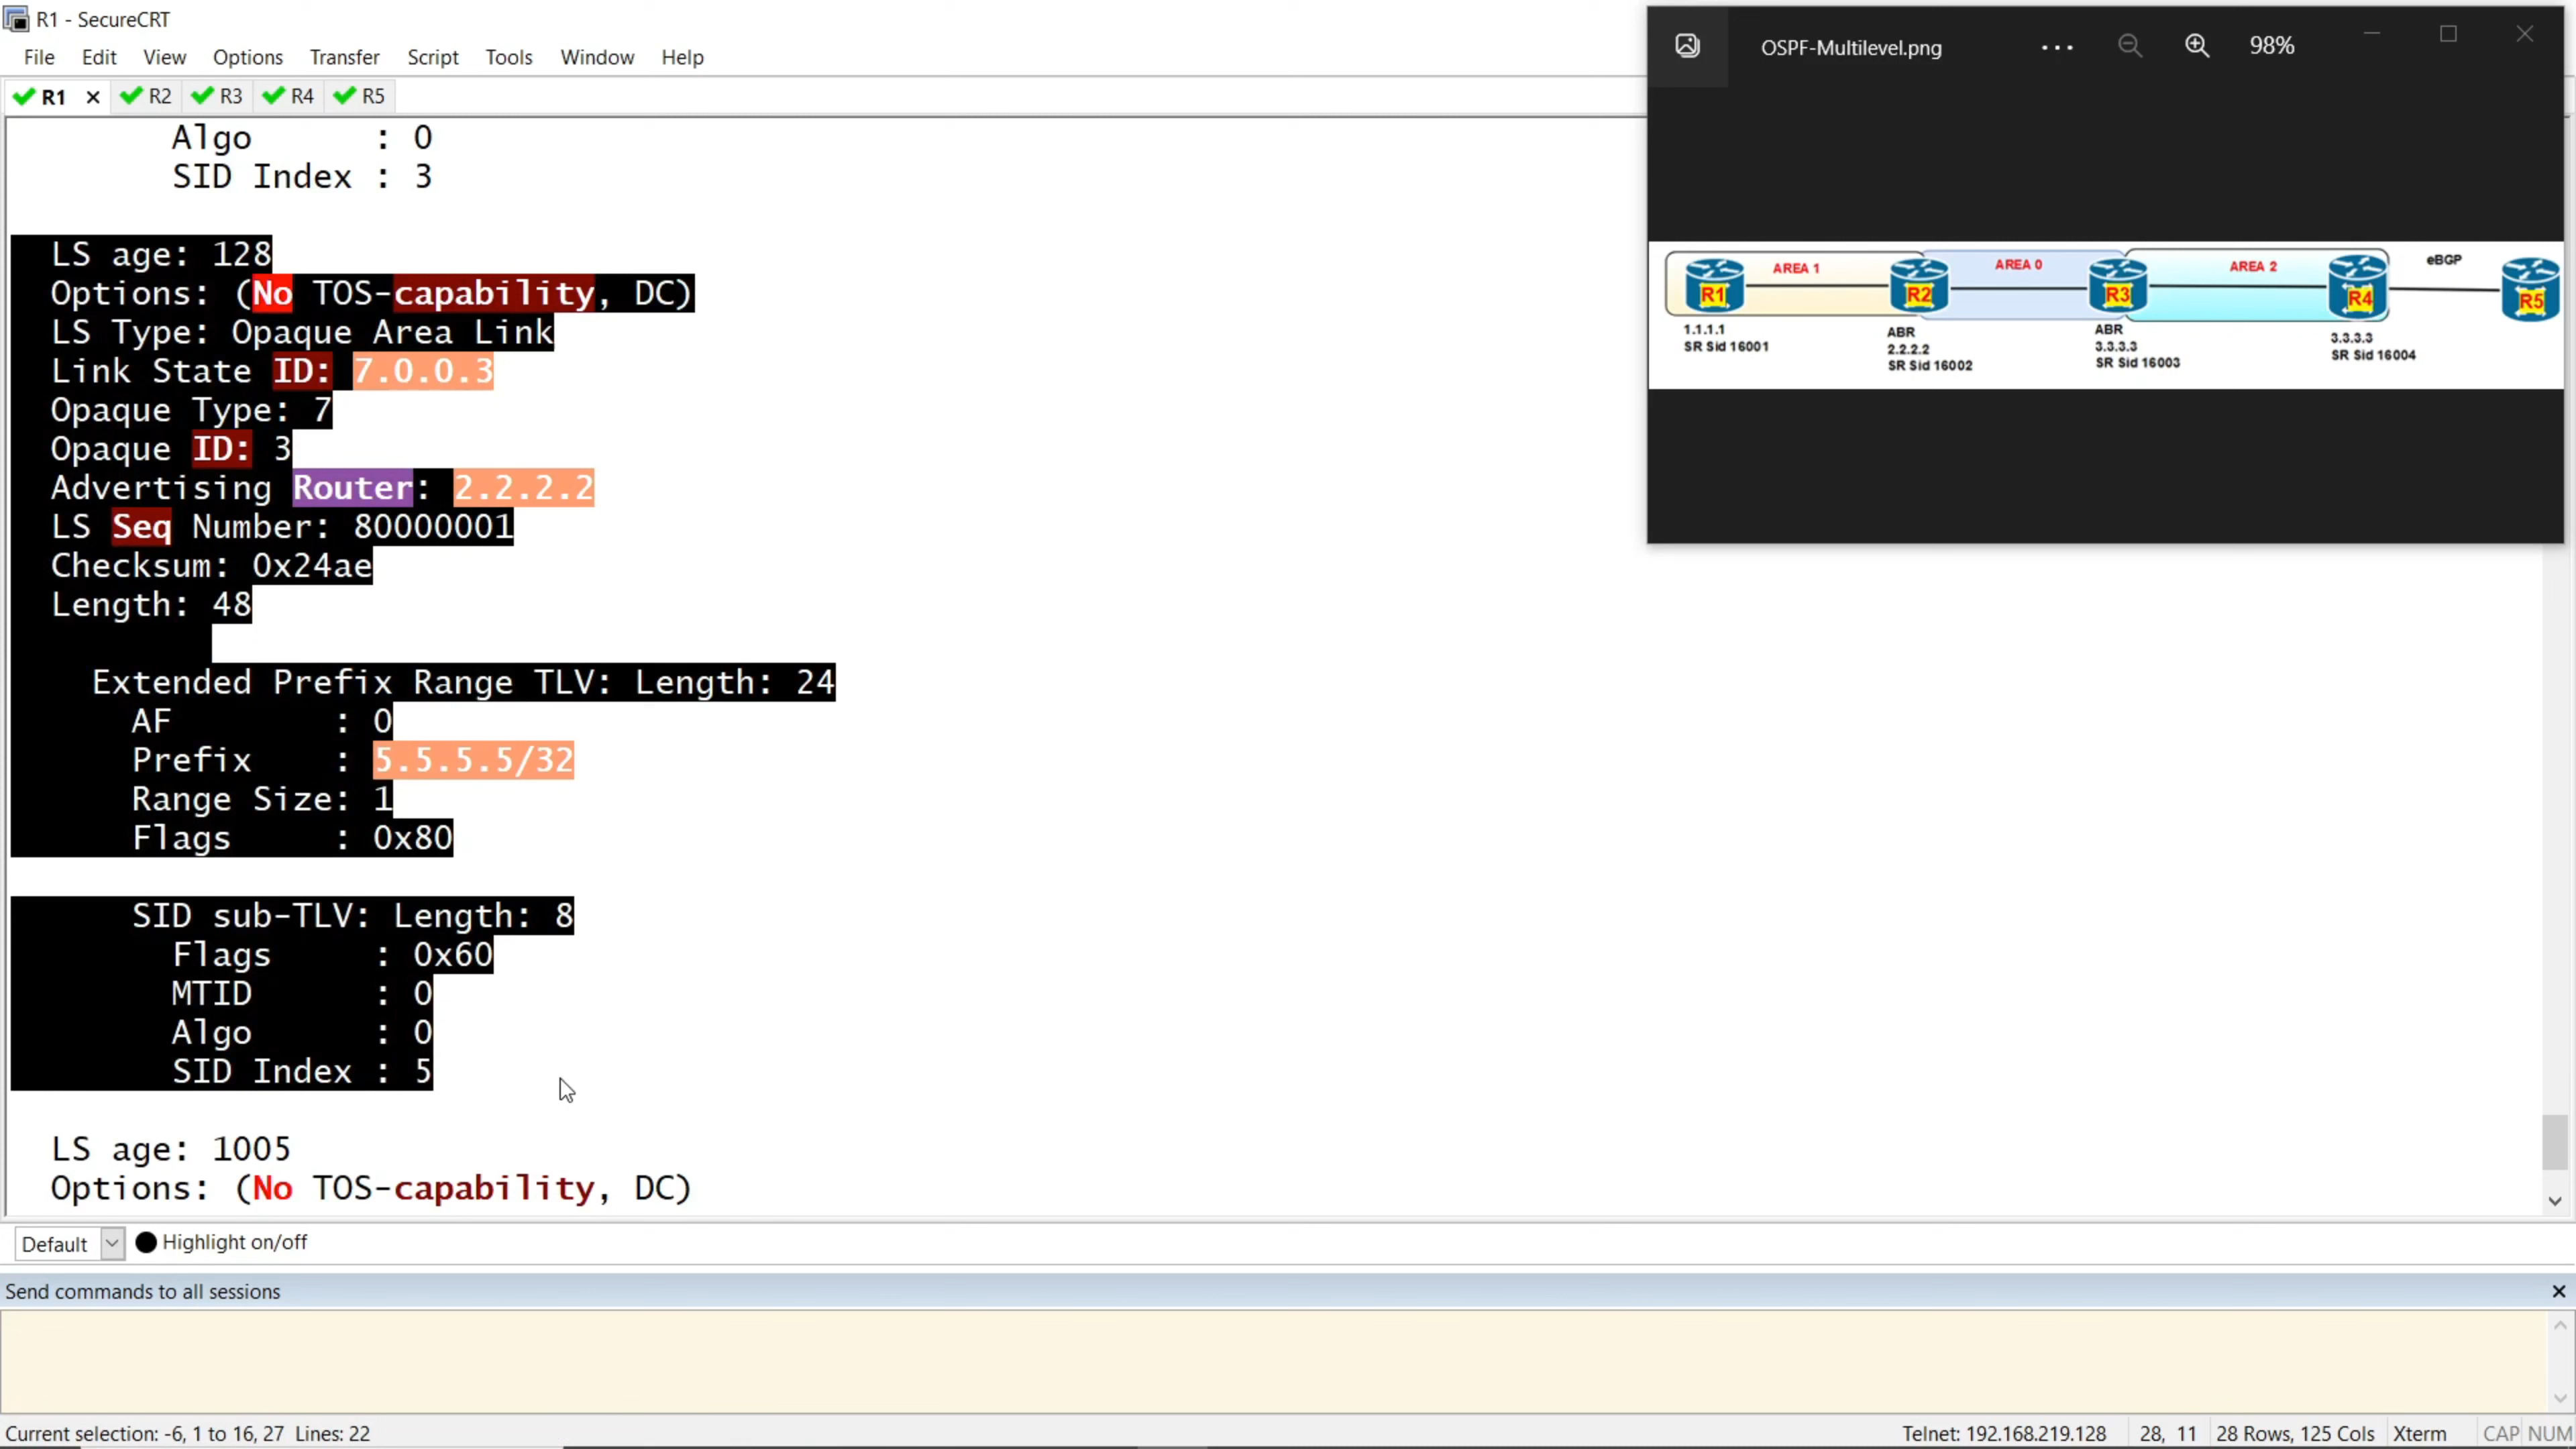 R1 - SecureCRT
File Edit View Options Transfer Script Tools Window Help
R1 R2 R3 R4 R5
Algo : 0
SID Index : 3
LS age: 128
Options: (No TOS-capability, DC)
LS Type: Opaque Area Link
Link State ID: 7.0.0.3
Opaque Type: 7
Opaque ID: 3
Advertising Router: 2.2.2.2
LS Seq Number: 80000001
Checksum: 0x24ae
Length: 48
Extended Prefix Range TLV: Length: 24
AF : 0
Prefix : 5.5.5.5/32
Range Size: 1
Flags : 0x80
SID sub-TLV: Length: 8
Flags : 0x60
MTID : 0
Algo : 0
SID Index : 5
LS age: 1005
Options: (No TOS-capability, DC)
OSPF-Multilevel.png
98%
AREA 1 AREA 0 AREA 2 eBGP
R1 R2 R3 R4 R5
1.1.1.1
SR Sid 16001
ABR
2.2.2.2
SR Sid 16002
ABR
3.3.3.3
SR Sid 16003
3.3.3.3
SR Sid 16004
Default Highlight on/off
Send commands to all sessions
Current selection: -6, 1 to 16, 27 Lines: 22
Telnet: 192.168.219.128 28, 11 28 Rows, 125 Cols Xterm CAP NUM